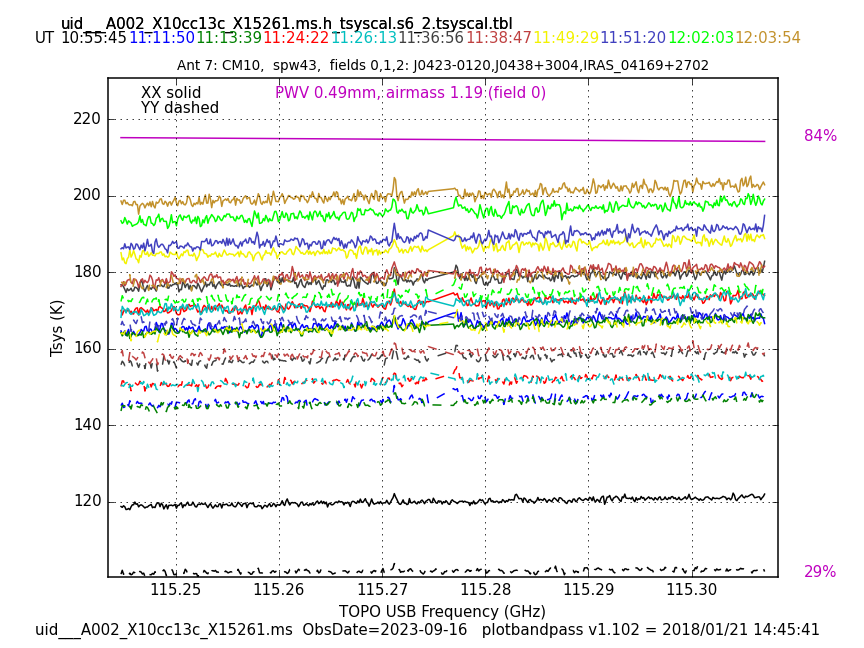 uid___A002_X10cc13c_X15261.ms.h_tsyscal.s6_2.tsyscal.tbl
UT 10:55:45 11:11:50 11:13:39 11:24:22 11:26:13 11:36:56 11:38:47 11:49:29 11:51:20 12:02:03 12:03:54
Ant 7: CM10, spw43, fields 0,1,2: J0423-0120,J0438+3004,IRAS_04169+2702
XX solid PWV 0.49mm, airmass 1.19 (field 0)
YY dashed
220
84%
200
180
160
140
120
Tsys (K)
29%
115.25 115.26 115.27 115.28 115.29 115.30
TOPO USB Frequency (GHz)
uid___A002_X10cc13c_X15261.ms ObsDate=2023-09-16 plotbandpass v1.102 = 2018/01/21 14:45:41